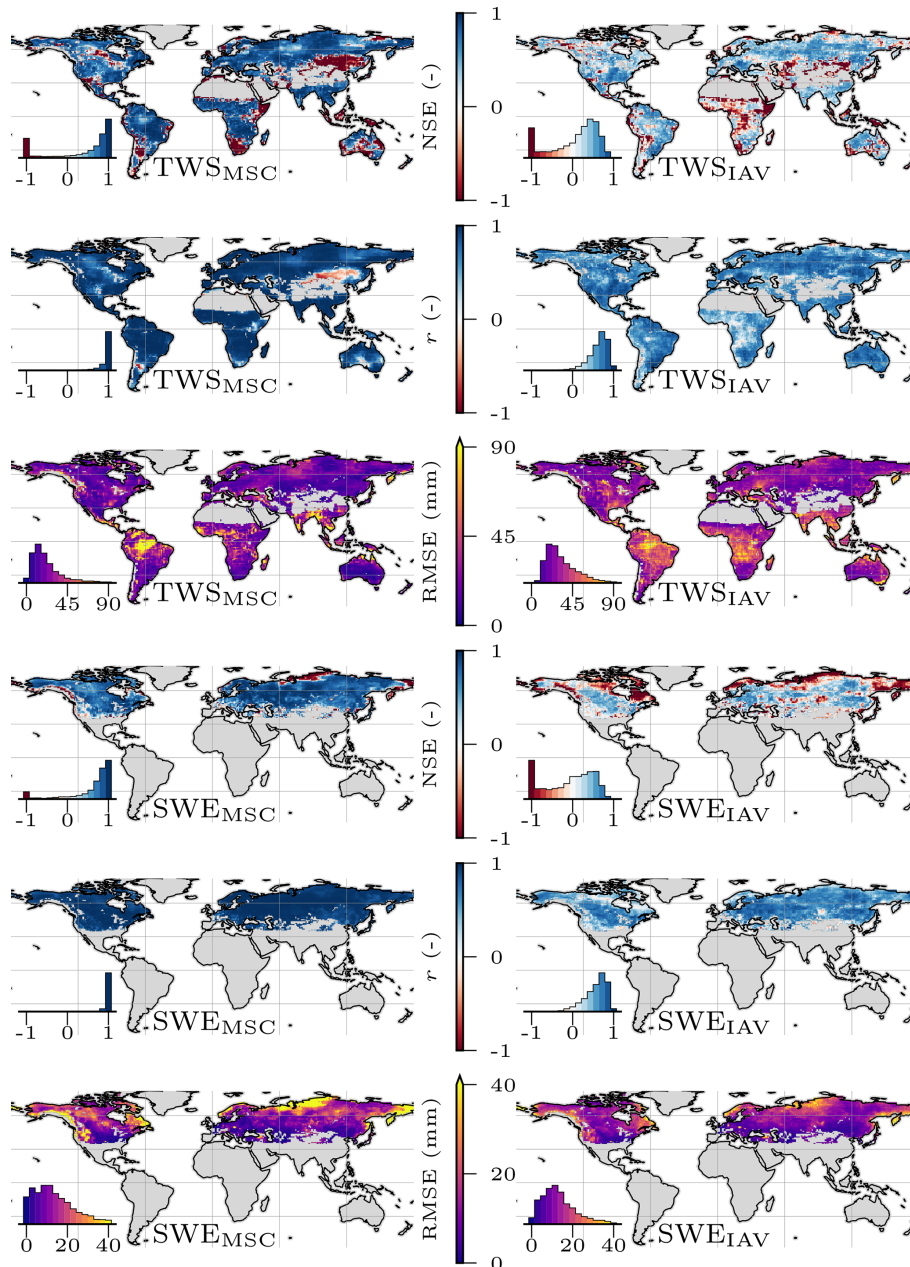 1
NSE (-)
0
-1
-1 0 1
TWS_MSC
-1 0 1
TWS_IAV
1
r (-)
0
-1
-1 0 1
TWS_MSC
-1 0 1
TWS_IAV
90
RMSE (mm)
45
0
0 45 90
TWS_MSC
0 45 90
TWS_IAV
1
NSE (-)
0
-1
-1 0 1
SWE_MSC
-1 0 1
SWE_IAV
1
r (-)
0
-1
-1 0 1
SWE_MSC
-1 0 1
SWE_IAV
40
RMSE (mm)
20
0
0 20 40
SWE_MSC
0 20 40
SWE_IAV